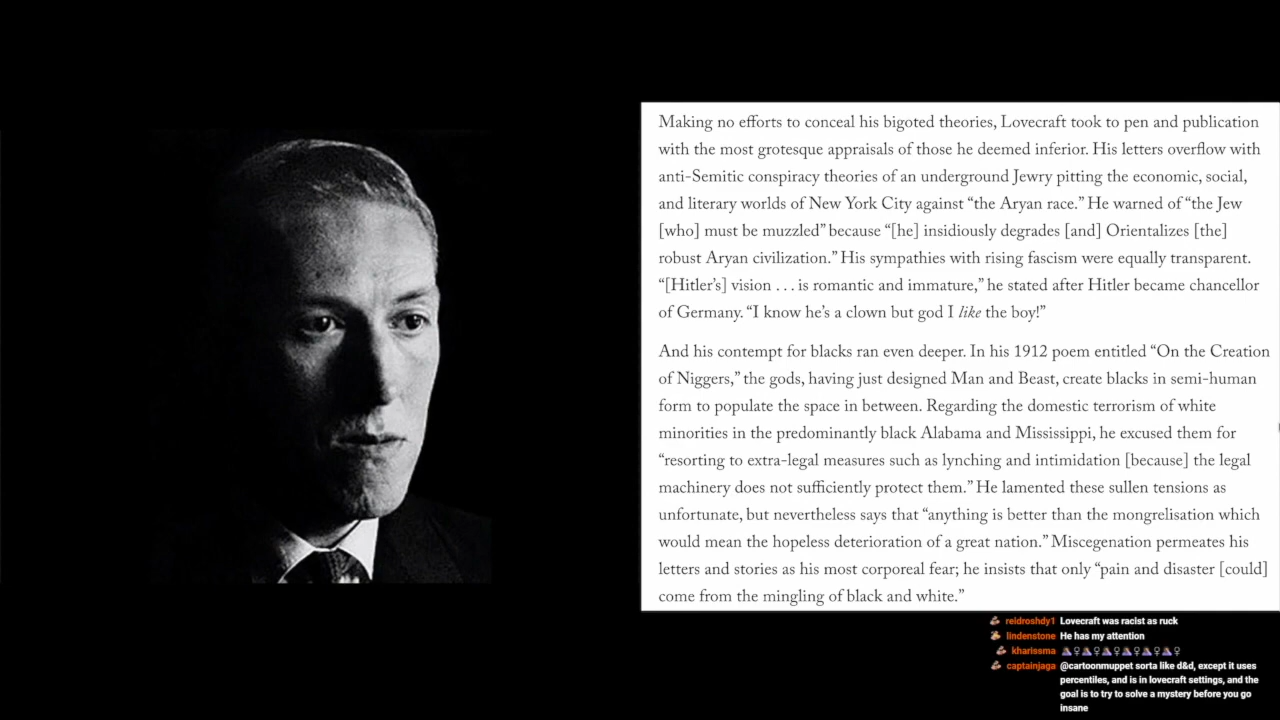 Making no efforts to conceal his bigoted theories, Lovecraft took to pen and publication
with the most grotesque appraisals of those he deemed inferior. His letters overflow with
anti-Semitic conspiracy theories of an underground Jewry pitting the economic, social,
and literary worlds of New York City against “the Aryan race.” He warned of “the Jew
[who] must be muzzled” because “[he] insidiously degrades [and] Orientalizes [the]
robust Aryan civilization.” His sympathies with rising fascism were equally transparent.
“[Hitler’s] vision . . . is romantic and immature,” he stated after Hitler became chancellor
of Germany. “I know he’s a clown but god I like the boy!”
And his contempt for blacks ran even deeper. In his 1912 poem entitled “On the Creation
of Niggers,” the gods, having just designed Man and Beast, create blacks in semi-human
form to populate the space in between. Regarding the domestic terrorism of white
minorities in the predominantly black Alabama and Mississippi, he excused them for
“resorting to extra-legal measures such as lynching and intimidation [because] the legal
machinery does not sufficiently protect them.” He lamented these sullen tensions as
unfortunate, but nevertheless says that “anything is better than the mongrelisation which
would mean the hopeless deterioration of a great nation.” Miscegenation permeates his
letters and stories as his most corporeal fear; he insists that only “pain and disaster [could]
come from the mingling of black and white.”
reidroshdy1 Lovecraft was racist as ruck
lindenstone He has my attention
kharissma
captainjaga @cartoonmuppet sorta like d&d, except it uses
percentiles, and is in lovecraft settings, and the
goal is to try to solve a mystery before you go
insane